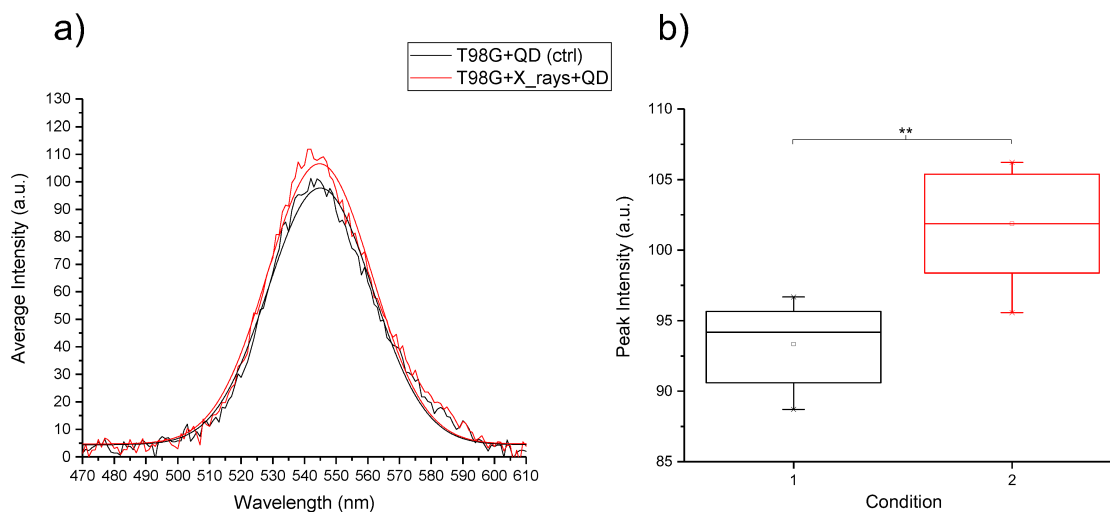 a)
T98G+QD (ctrl)
T98G+X_rays+QD
130
120
110
100
90
80
70
60
50
40
30
20
10
0
470 480 490 500 510 520 530 540 550 560 570 580 590 600 610
Average Intensity (a.u.)
Wavelength (nm)
b)
**
110
105
100
95
90
85
1 2
Peak Intensity (a.u.)
Condition